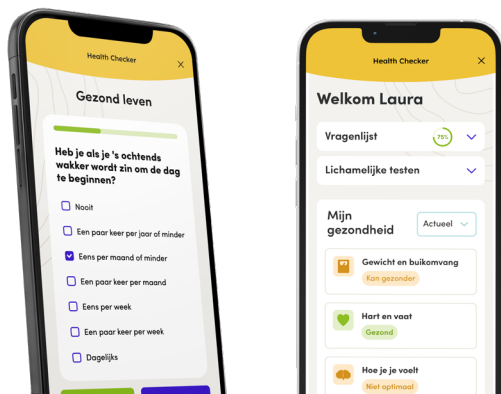 Health Checker
Gezond leven
Heb je als je 's ochtends
wakker wordt zin om de dag
te beginnen?
Nooit
Een paar keer per jaar of minder
Eens per maand of minder
Een paar keer per maand
Eens per week
Een paar keer per week
Dagelijks
Health Checker
Welkom Laura
Vragenlijst
75%
Lichamelijke testen
Mijn
gezondheid
Actueel
Gewicht en buikomvang
Kan gezonder
Hart en vaat
Gezond
Hoe je je voelt
Niet optimaal